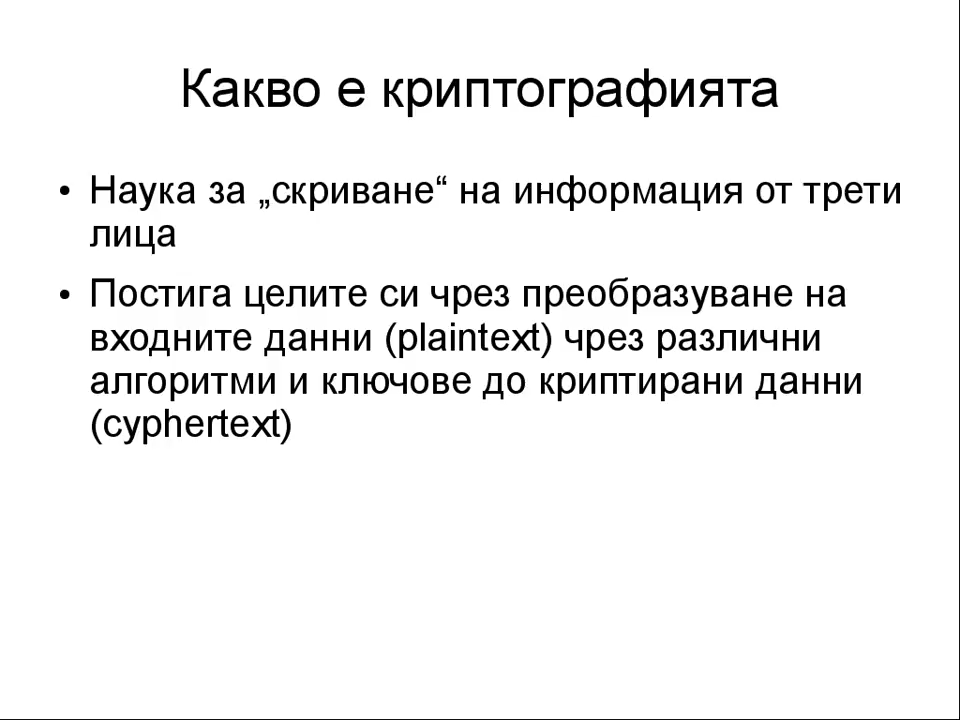 Какво е криптографията
• Наука за „скриване“ на информация от трети
лица
• Постига целите си чрез преобразуване на
входните данни (plaintext) чрез различни
алгоритми и ключове до криптирани данни
(cyphertext)